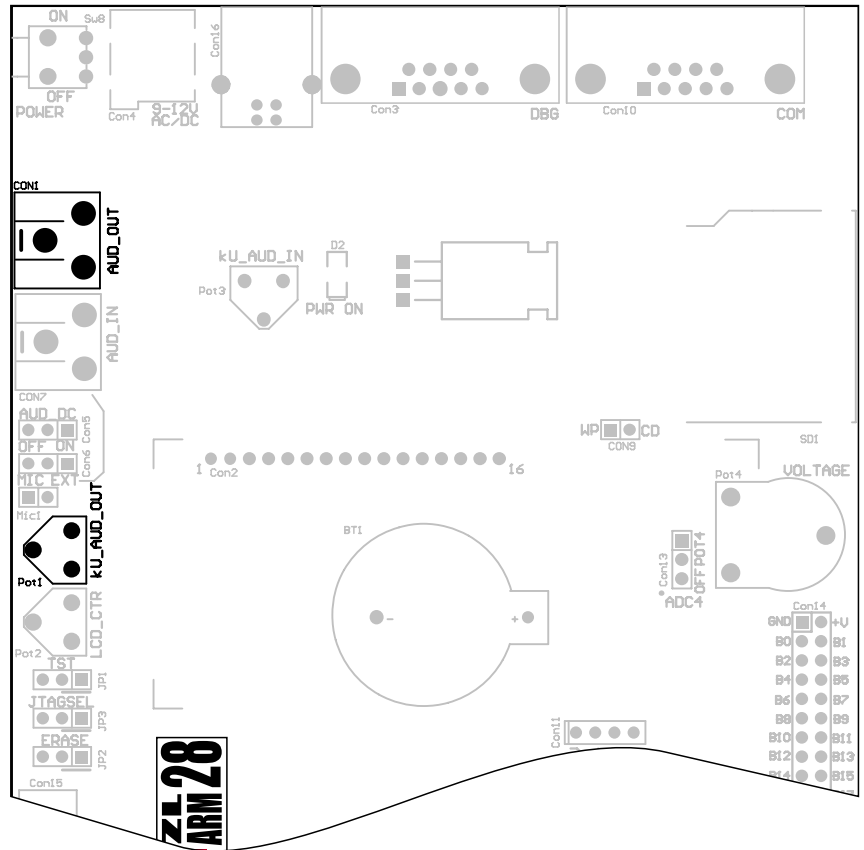 ON
Sw8
OFF
POWER
Con4
9-12V
AC/DC
Con16
Con3
DBG
Con10
COM
CON1
AUD_OUT
AUD_IN
CON7
kU_AUD_IN
Pot3
D2
PWR ON
AUD_DC
Con5
OFF ON
Con6
MIC EXT
Mic1
kU_AUD_OUT
Pot1
LCD_CTR
Pot2
TST
JP1
JTAGSEL
JP3
ERASE
JP2
Con15
1 Con2 16
BT1
- +
WP CD
CON9
SD1
Pot4
VOLTAGE
Con13
POT4
OFF
ADC4
Con14
GND +V
B0 B1
B2 B3
B4 B5
B6 B7
B8 B9
B10 B11
B12 B13
B14 B15
Con11
ZL
ARM
28